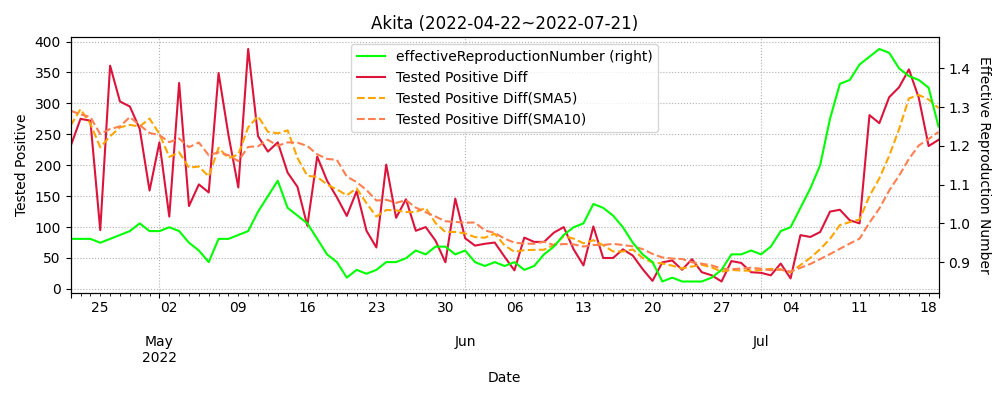 Akita (2022-04-22~2022-07-21)
effectiveReproductionNumber (right)
Tested Positive Diff
Tested Positive Diff(SMA5)
Tested Positive Diff(SMA10)
Tested Positive
400
350
300
250
200
150
100
50
0
Effective Reproduction Number
1.4
1.3
1.2
1.1
1.0
0.9
25 02 09 16 23 30 06 13 20 27 04 11 18
May Jun Jul
2022
Date